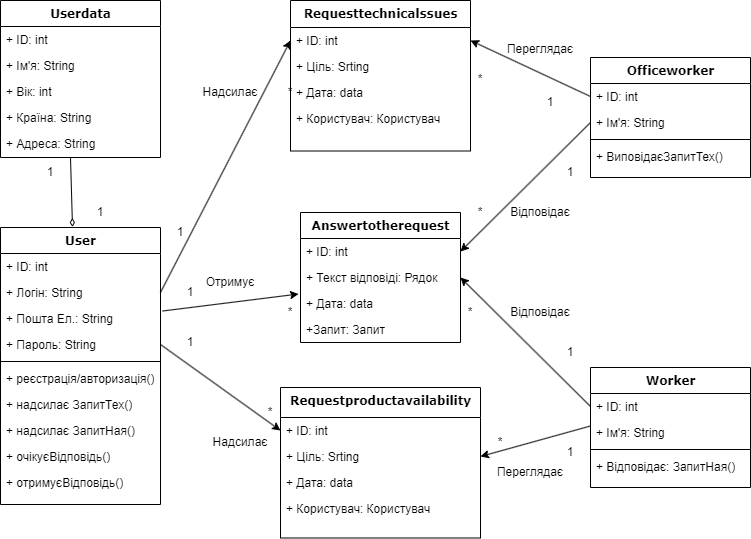 Userdata
+ ID: int
+ Ім'я: String
+ Вік: int
+ Країна: String
+ Адреса: String
1
1
User
+ ID: int
+ Логін: String
+ Пошта Ел.: String
+ Пароль: String
+ реєстрація/авторизація()
+ надсилає ЗапитТех()
+ надсилає ЗапитНая()
+ очікуєВідповідь()
+ отримуєВідповідь()
Надсилає
1
*
Отримує
1
*
1
*
Надсилає
Requesttechnicalssues
+ ID: int
+ Ціль: Srting
+ Дата: data
+ Користувач: Користувач
Answertotherequest
+ ID: int
+ Текст відповіді: Рядок
+ Дата: data
+Запит: Запит
Requestproductavailability
+ ID: int
+ Ціль: Srting
+ Дата: data
+ Користувач: Користувач
Переглядає
*
1
1
*
Відповідає
Відповідає
*
1
*
1
Переглядає
Officeworker
+ ID: int
+ Ім'я: String
+ ВиповідаєЗапитТех()
Worker
+ ID: int
+ Ім'я: String
+ Відповідає: ЗапитНая()